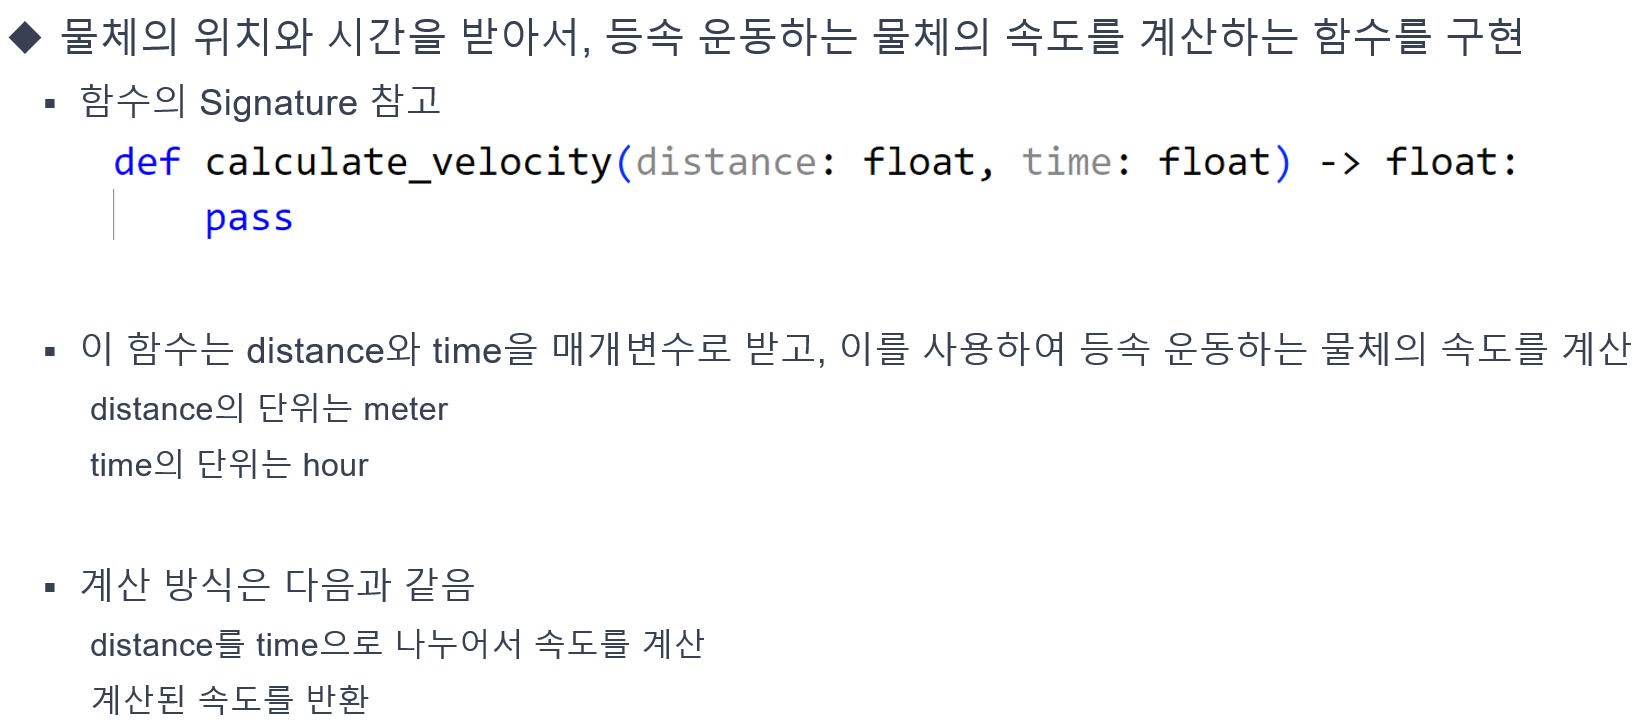 ◆ 물체의 위치와 시간을 받아서, 등속 운동하는 물체의 속도를 계산하는 함수를 구현
▪ 함수의 Signature 참고
def calculate_velocity(distance: float, time: float) -> float:
    pass
▪ 이 함수는 distance와 time을 매개변수로 받고, 이를 사용하여 등속 운동하는 물체의 속도를 계산
distance의 단위는 meter
time의 단위는 hour
▪ 계산 방식은 다음과 같음
distance를 time으로 나누어서 속도를 계산
계산된 속도를 반환